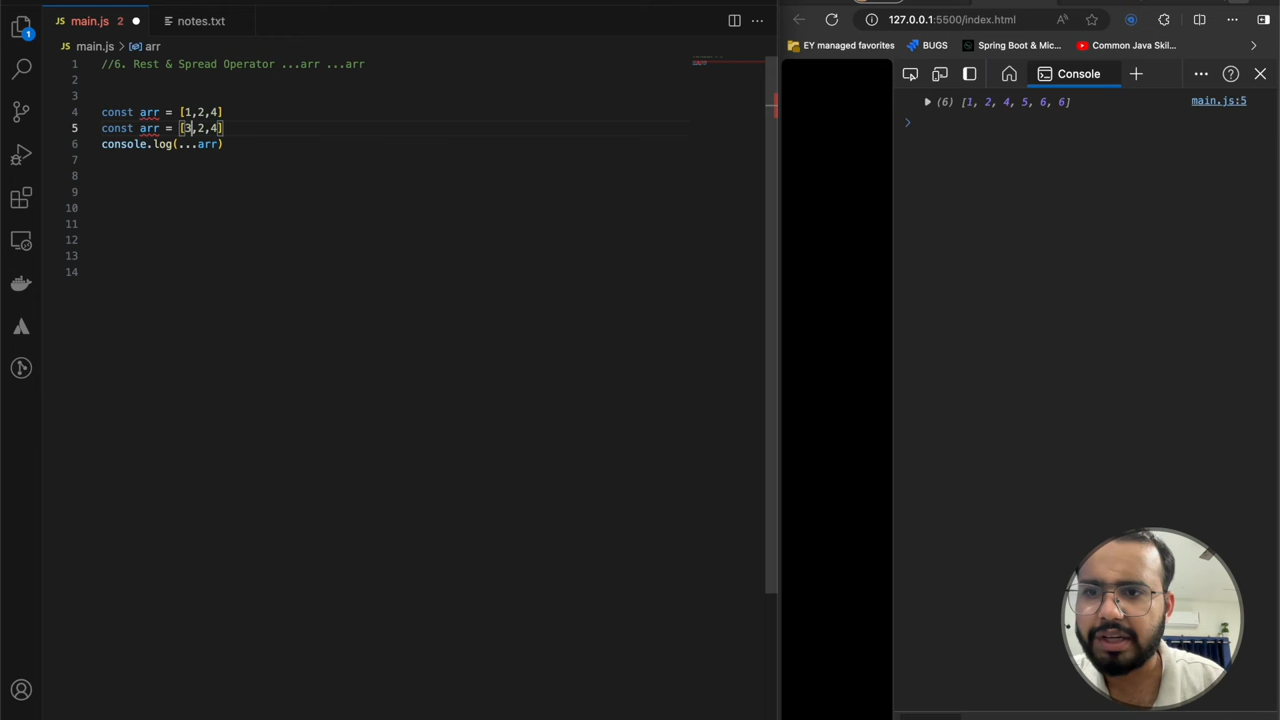 main.js 2
notes.txt
JS main.js > arr
1 //6. Rest & Spread Operator ...arr ...arr
2
3
4 const arr = [1,2,4]
5 const arr = [3,2,4]
6 console.log(...arr)
7
8
9
10
11
12
13
14
1
127.0.0.1:5500/index.html
EY managed favorites
BUGS
Spring Boot & Mic...
Common Java Skil...
Console
(6) [1, 2, 4, 5, 6, 6]
main.js:5